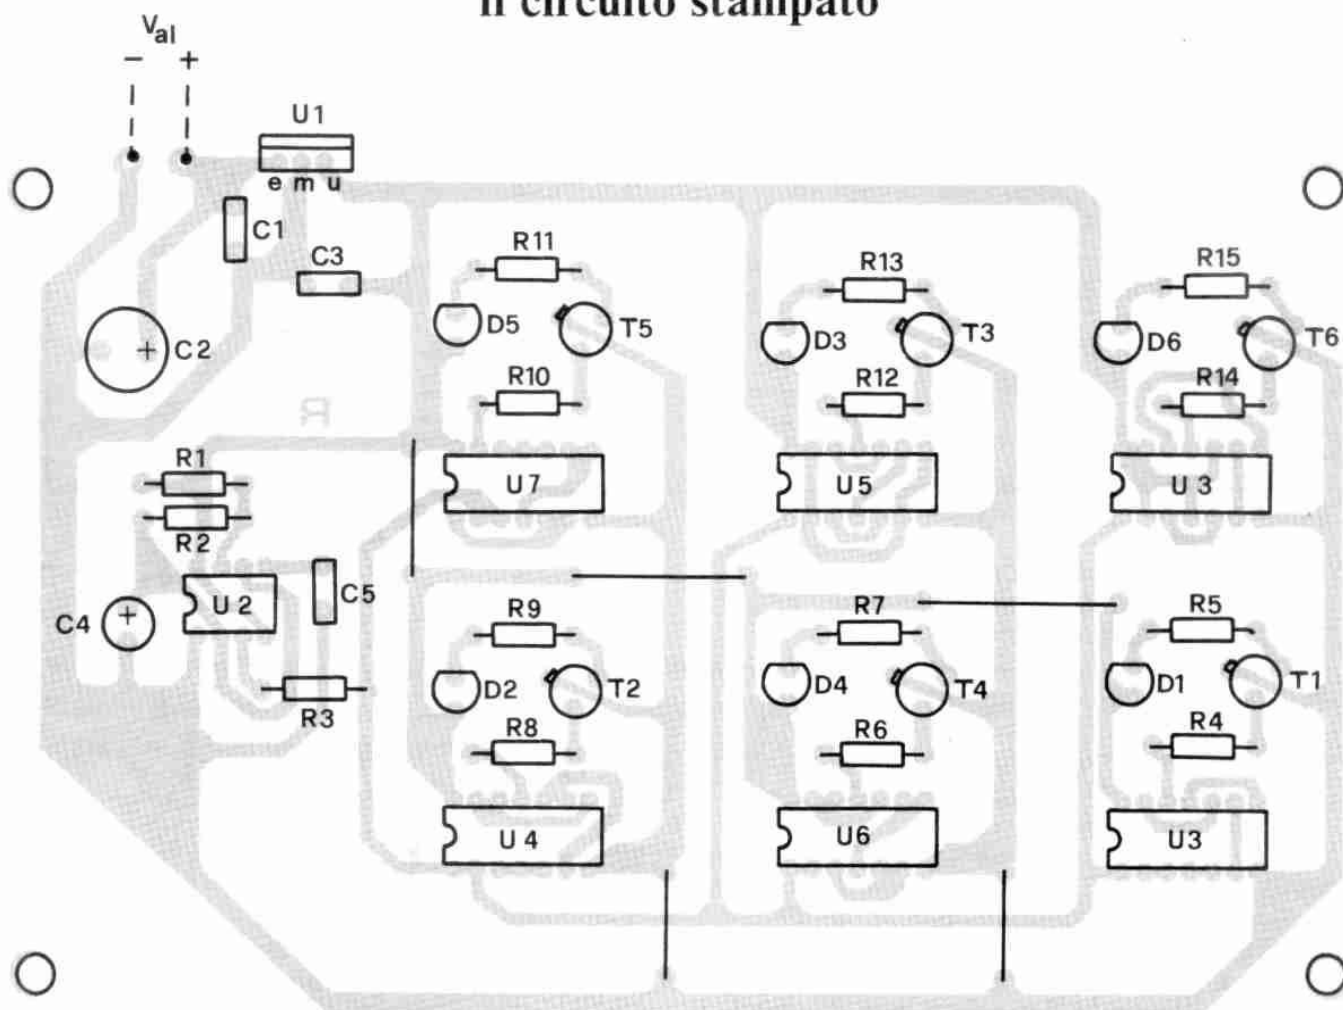 il circuito stampato
Val
- +
U1
e m u
C1
C3
R11
R13
R15
D5
T5
D3
T3
D6
T6
+ C2
R10
R12
R14
R
R1
U7
U5
U3
R2
U2
C5
+
C4
R9
R7
R5
D2
T2
D4
T4
D1
T1
R3
R8
R6
R4
U4
U6
U3